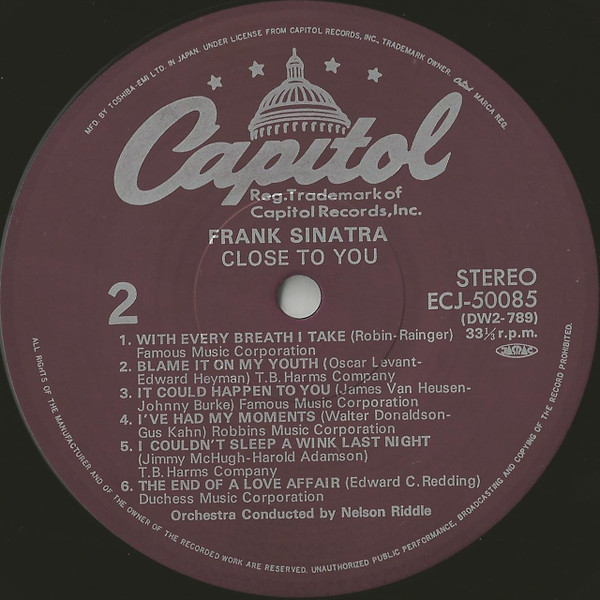 MFD. BY TOSHIBA-EMI LTD. IN JAPAN. UNDER LICENSE FROM CAPITOL RECORDS, INC., TRADEMARK OWNER. Capitol MARCA REG.
Capitol
Reg.Trademark of
Capitol Records,Inc.
FRANK SINATRA
CLOSE TO YOU
2
STEREO
ECJ-50085
(DW2-789)
33⅓ r.p.m.
JASRAC
1. WITH EVERY BREATH I TAKE (Robin-Rainger)
Famous Music Corporation
2. BLAME IT ON MY YOUTH (Oscar Levant-
Edward Heyman) T.B.Harms Company
3. IT COULD HAPPEN TO YOU (James Van Heusen-
Johnny Burke) Famous Music Corporation
4. I'VE HAD MY MOMENTS (Walter Donaldson-
Gus Kahn) Robbins Music Corporation
5. I COULDN'T SLEEP A WINK LAST NIGHT
(Jimmy McHugh-Harold Adamson)
T.B.Harms Company
6. THE END OF A LOVE AFFAIR (Edward C.Redding)
Duchess Music Corporation
Orchestra Conducted by Nelson Riddle
ALL RIGHTS OF THE MANUFACTURER AND OF THE OWNER OF THE RECORDED WORK ARE RESERVED. UNAUTHORIZED PUBLIC PERFORMANCE, BROADCASTING AND COPYING OF THE RECORD PROHIBITED.